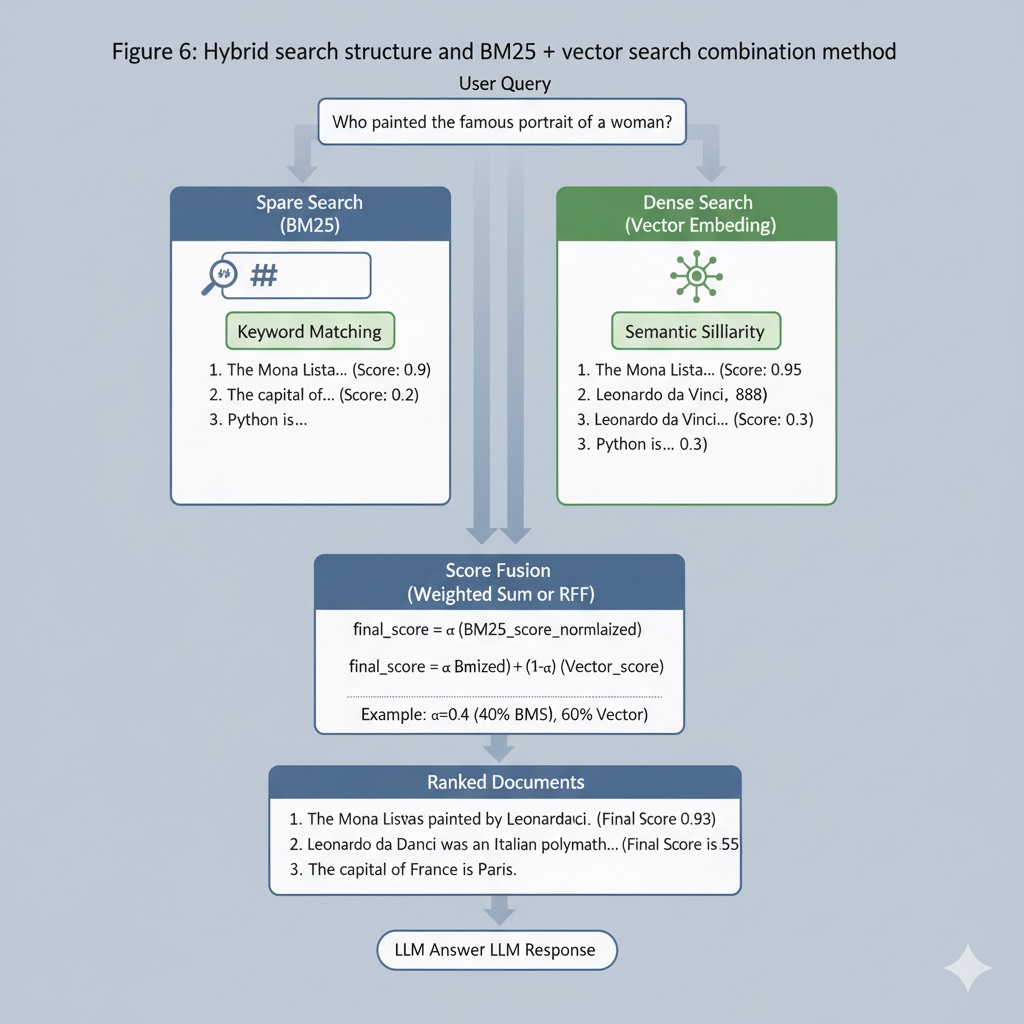 Figure 6: Hybrid search structure and BM25 + vector search combination method
User Query
Who painted the famous portrait of a woman?
Spare Search
(BM25)
##
Keyword Matching
1. The Mona Lista... (Score: 0.9)
2. The capital of... (Score: 0.2)
3. Python is...
Dense Search
(Vector Embeding)
Semantic Silliarity
1. The Mona Lista... (Score: 0.95
2. Leonardo da Vinci, 888)
3. Leonardo da Vinci... (Score: 0.3)
3. Python is... 0.3)
Score Fusion
(Weighted Sum or RFF)
final_score = α (BM25_score_normlaized)
final_score = α Bmized) + (1-α) (Vector_score)
Example: α=0.4 (40% BMS), 60% Vector)
Ranked Documents
1. The Mona Lisvas painted by Leonardaci. (Final Score 0.93)
2. Leonardo da Danci was an Italian polymath... (Final Score is 55
3. The capital of France is Paris.
LLM Answer LLM Response